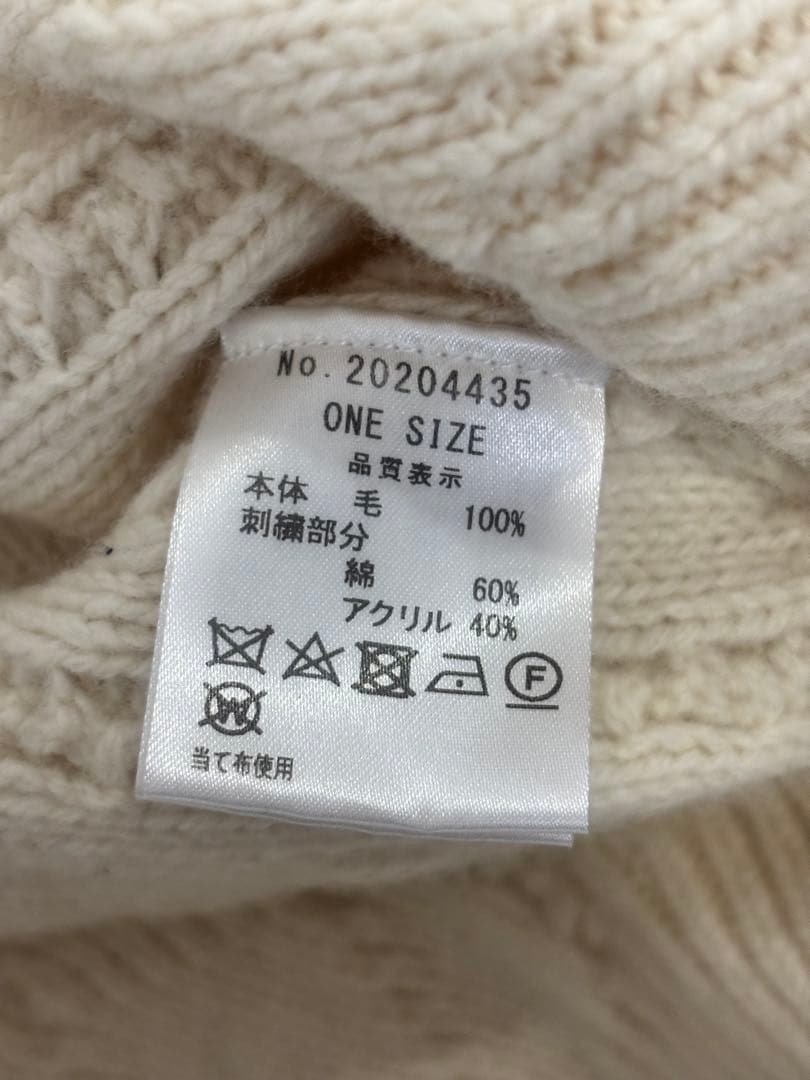 No. 20204435
ONE SIZE
品質表示
本体 毛 100%
刺繍部分
綿 60%
アクリル 40%
F
W
当て布使用